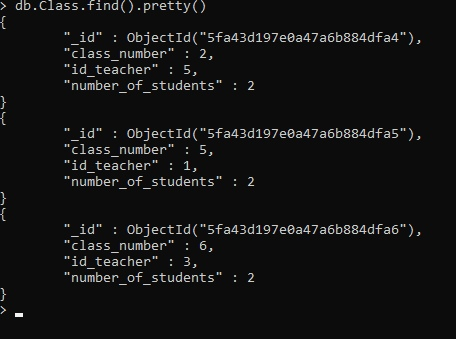 > db.Class.find().pretty()
{
        "_id" : ObjectId("5fa43d197e0a47a6b884dfa4"),
        "class_number" : 2,
        "id_teacher" : 5,
        "number_of_students" : 2
}
{
        "_id" : ObjectId("5fa43d197e0a47a6b884dfa5"),
        "class_number" : 5,
        "id_teacher" : 1,
        "number_of_students" : 2
}
{
        "_id" : ObjectId("5fa43d197e0a47a6b884dfa6"),
        "class_number" : 6,
        "id_teacher" : 3,
        "number_of_students" : 2
}
>